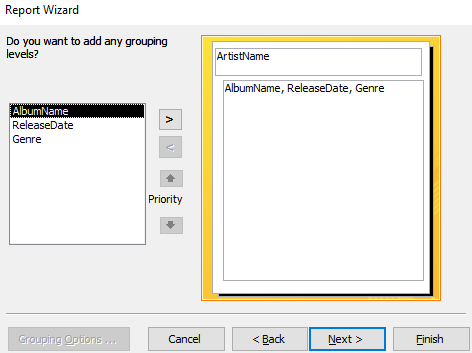 Report Wizard
Do you want to add any grouping
levels?
AlbumName
ReleaseDate
Genre
>
<
Priority
ArtistName
AlbumName, ReleaseDate, Genre
Grouping Options ...
Cancel
< Back
Next >
Finish